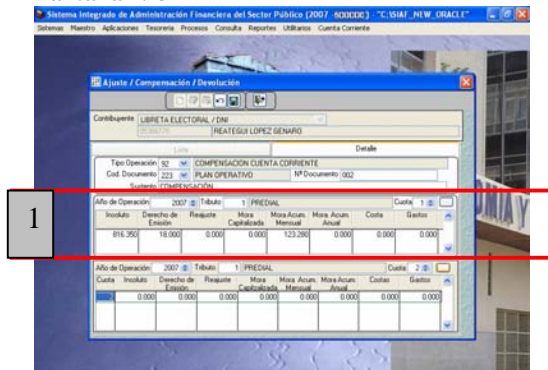 Sistema Integrado de Administración Financiera del Sector Público (2007 - "C:\SIAF_NEW_ORACLE"
Sistemas Maestro Aplicaciones Tesoreria Procesos Consulta Reportes Utilitarios Cuenta Corriente
Ajuste / Compensación / Devolución
Contribuyente LIBRETA ELECTORAL / DNI
REATEGUI LOPEZ GENARO
Lista Detalle
Tipo Operación 92 COMPENSACION CUENTA CORRIENTE
Cod. Documento 223 PLAN OPERATIVO Nº Documento 002
Sustento COMPENSACIÓN
1
Año de Operación 2007 Tributo 1 PREDIAL Cuota 1
Insoluto Derecho de Emisión Reajuste Mora Capitalizada Mora Acum. Mensual Mora. Acum. Anual Costa Gastos
816.350 18.000 0.000 0.000 123.280 0.000 0.000 0.000
Año de Operación 2007 Tributo 1 PREDIAL Cuota 2
Cuota Insoluto Derecho de Emisión Reajuste Mora Capitalizada Mora Acum. Mensual Mora Acum. Anual Costas Gastos
0.000 0.000 0.000 0.000 0.000 0.000 0.000 0.000